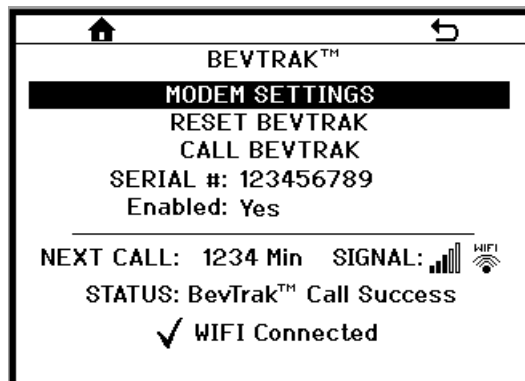 BEVTRAK™
MODEM SETTINGS
RESET BEVTRAK
CALL BEVTRAK
SERIAL #: 123456789
Enabled: Yes
NEXT CALL: 1234 Min SIGNAL: WIFI
STATUS: BevTrak™ Call Success
WIFI Connected